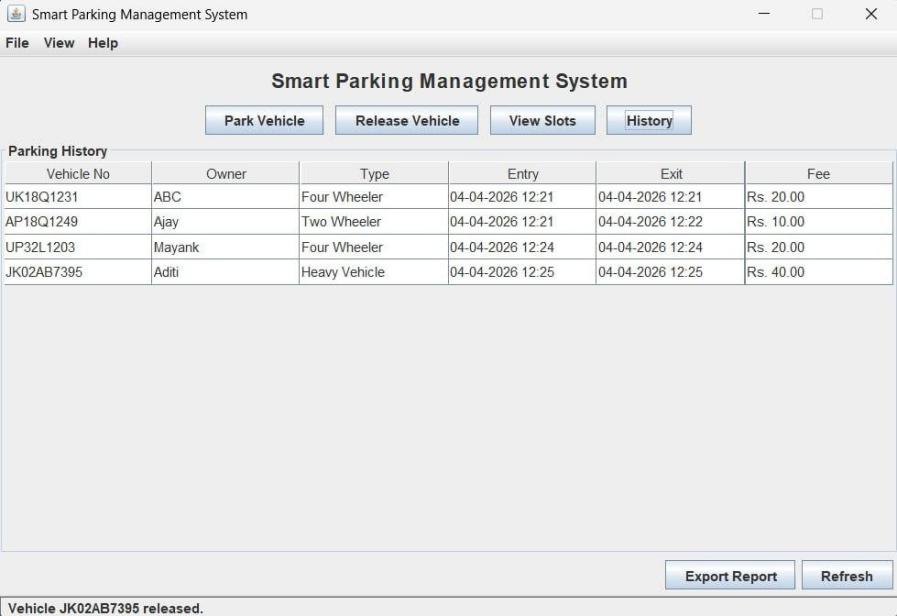 Smart Parking Management System
File View Help
Smart Parking Management System
Park Vehicle Release Vehicle View Slots History
Parking History
Vehicle No Owner Type Entry Exit Fee
UK18Q1231 ABC Four Wheeler 04-04-2026 12:21 04-04-2026 12:21 Rs. 20.00
AP18Q1249 Ajay Two Wheeler 04-04-2026 12:21 04-04-2026 12:22 Rs. 10.00
UP32L1203 Mayank Four Wheeler 04-04-2026 12:24 04-04-2026 12:24 Rs. 20.00
JK02AB7395 Aditi Heavy Vehicle 04-04-2026 12:25 04-04-2026 12:25 Rs. 40.00
Export Report Refresh
Vehicle JK02AB7395 released.